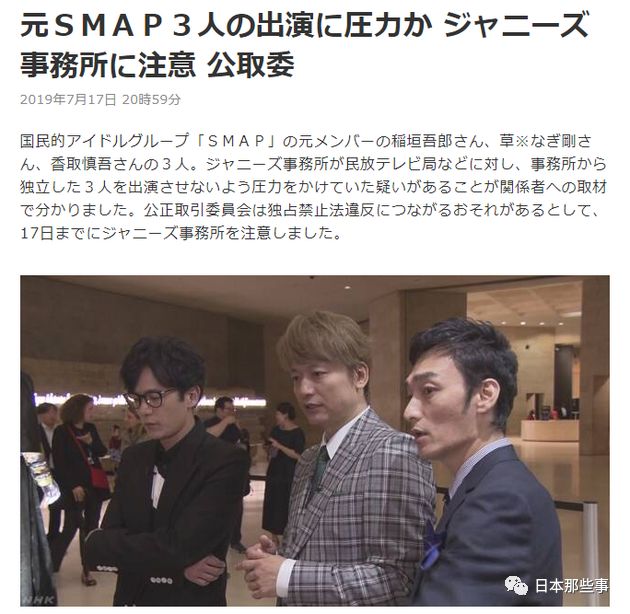 元ＳＭＡＰ３人の出演に圧力か ジャニーズ
事務所に注意 公取委
2019年7月17日 20時59分
国民的アイドルグループ「ＳＭＡＰ」の元メンバーの稲垣吾郎さん、草※なぎ剛さ
ん、香取慎吾さんの３人。ジャニーズ事務所が民放テレビ局などに対し、事務所から
独立した３人を出演させないよう圧力をかけていた疑いがあることが関係者への取材
で分かりました。公正取引委員会は独占禁止法違反につながるおそれがあるとして、
17日までにジャニーズ事務所を注意しました。
NHK
日本那些事